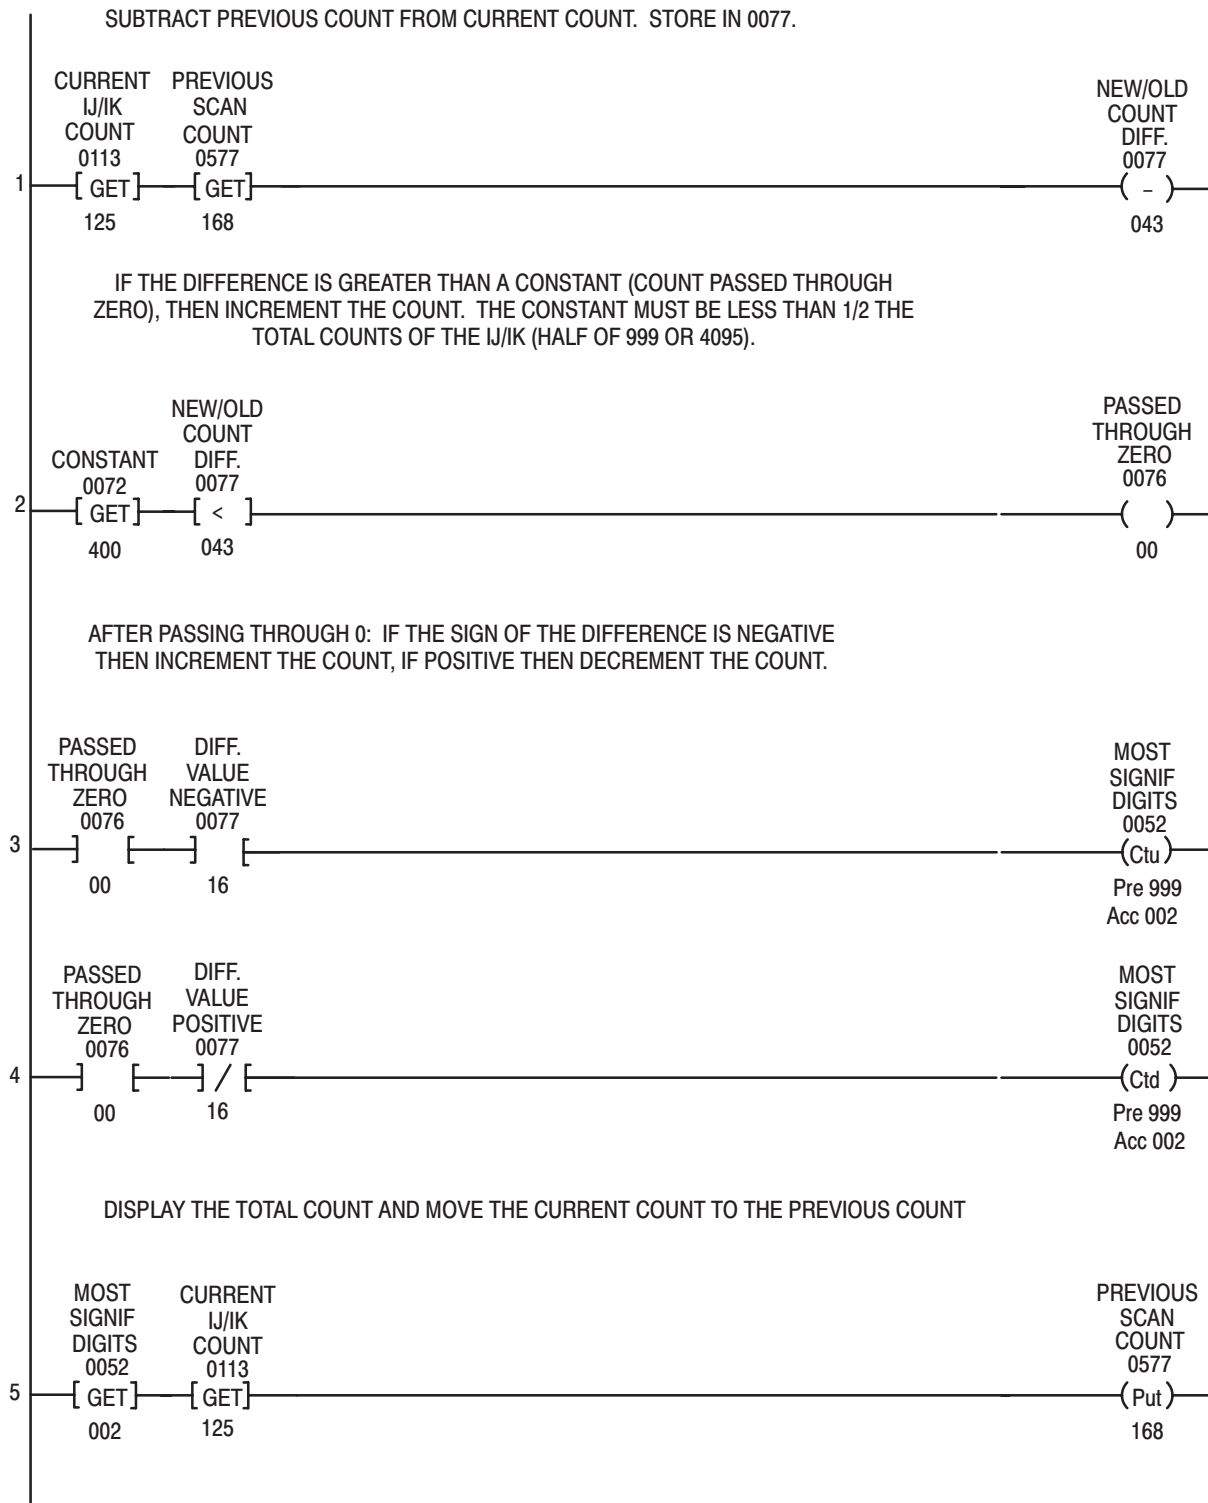 SUBTRACT PREVIOUS COUNT FROM CURRENT COUNT. STORE IN 0077.
CURRENT
IJ/IK
COUNT
0113
[ GET ]
125
PREVIOUS
SCAN
COUNT
0577
[ GET ]
168
NEW/OLD
COUNT
DIFF.
0077
( – )
043
1
IF THE DIFFERENCE IS GREATER THAN A CONSTANT (COUNT PASSED THROUGH
ZERO), THEN INCREMENT THE COUNT. THE CONSTANT MUST BE LESS THAN 1/2 THE
TOTAL COUNTS OF THE IJ/IK (HALF OF 999 OR 4095).
CONSTANT
0072
[ GET ]
400
NEW/OLD
COUNT
DIFF.
0077
[ < ]
043
PASSED
THROUGH
ZERO
0076
( )
00
2
AFTER PASSING THROUGH 0: IF THE SIGN OF THE DIFFERENCE IS NEGATIVE
THEN INCREMENT THE COUNT, IF POSITIVE THEN DECREMENT THE COUNT.
PASSED
THROUGH
ZERO
0076
] [
00
DIFF.
VALUE
NEGATIVE
0077
] [
16
MOST
SIGNIF
DIGITS
0052
(Ctu)
Pre 999
Acc 002
3
PASSED
THROUGH
ZERO
0076
] [
00
DIFF.
VALUE
POSITIVE
0077
] / [
16
MOST
SIGNIF
DIGITS
0052
(Ctd )
Pre 999
Acc 002
4
DISPLAY THE TOTAL COUNT AND MOVE THE CURRENT COUNT TO THE PREVIOUS COUNT
MOST
SIGNIF
DIGITS
0052
[ GET ]
002
CURRENT
IJ/IK
COUNT
0113
[ GET ]
125
PREVIOUS
SCAN
COUNT
0577
( Put )
168
5